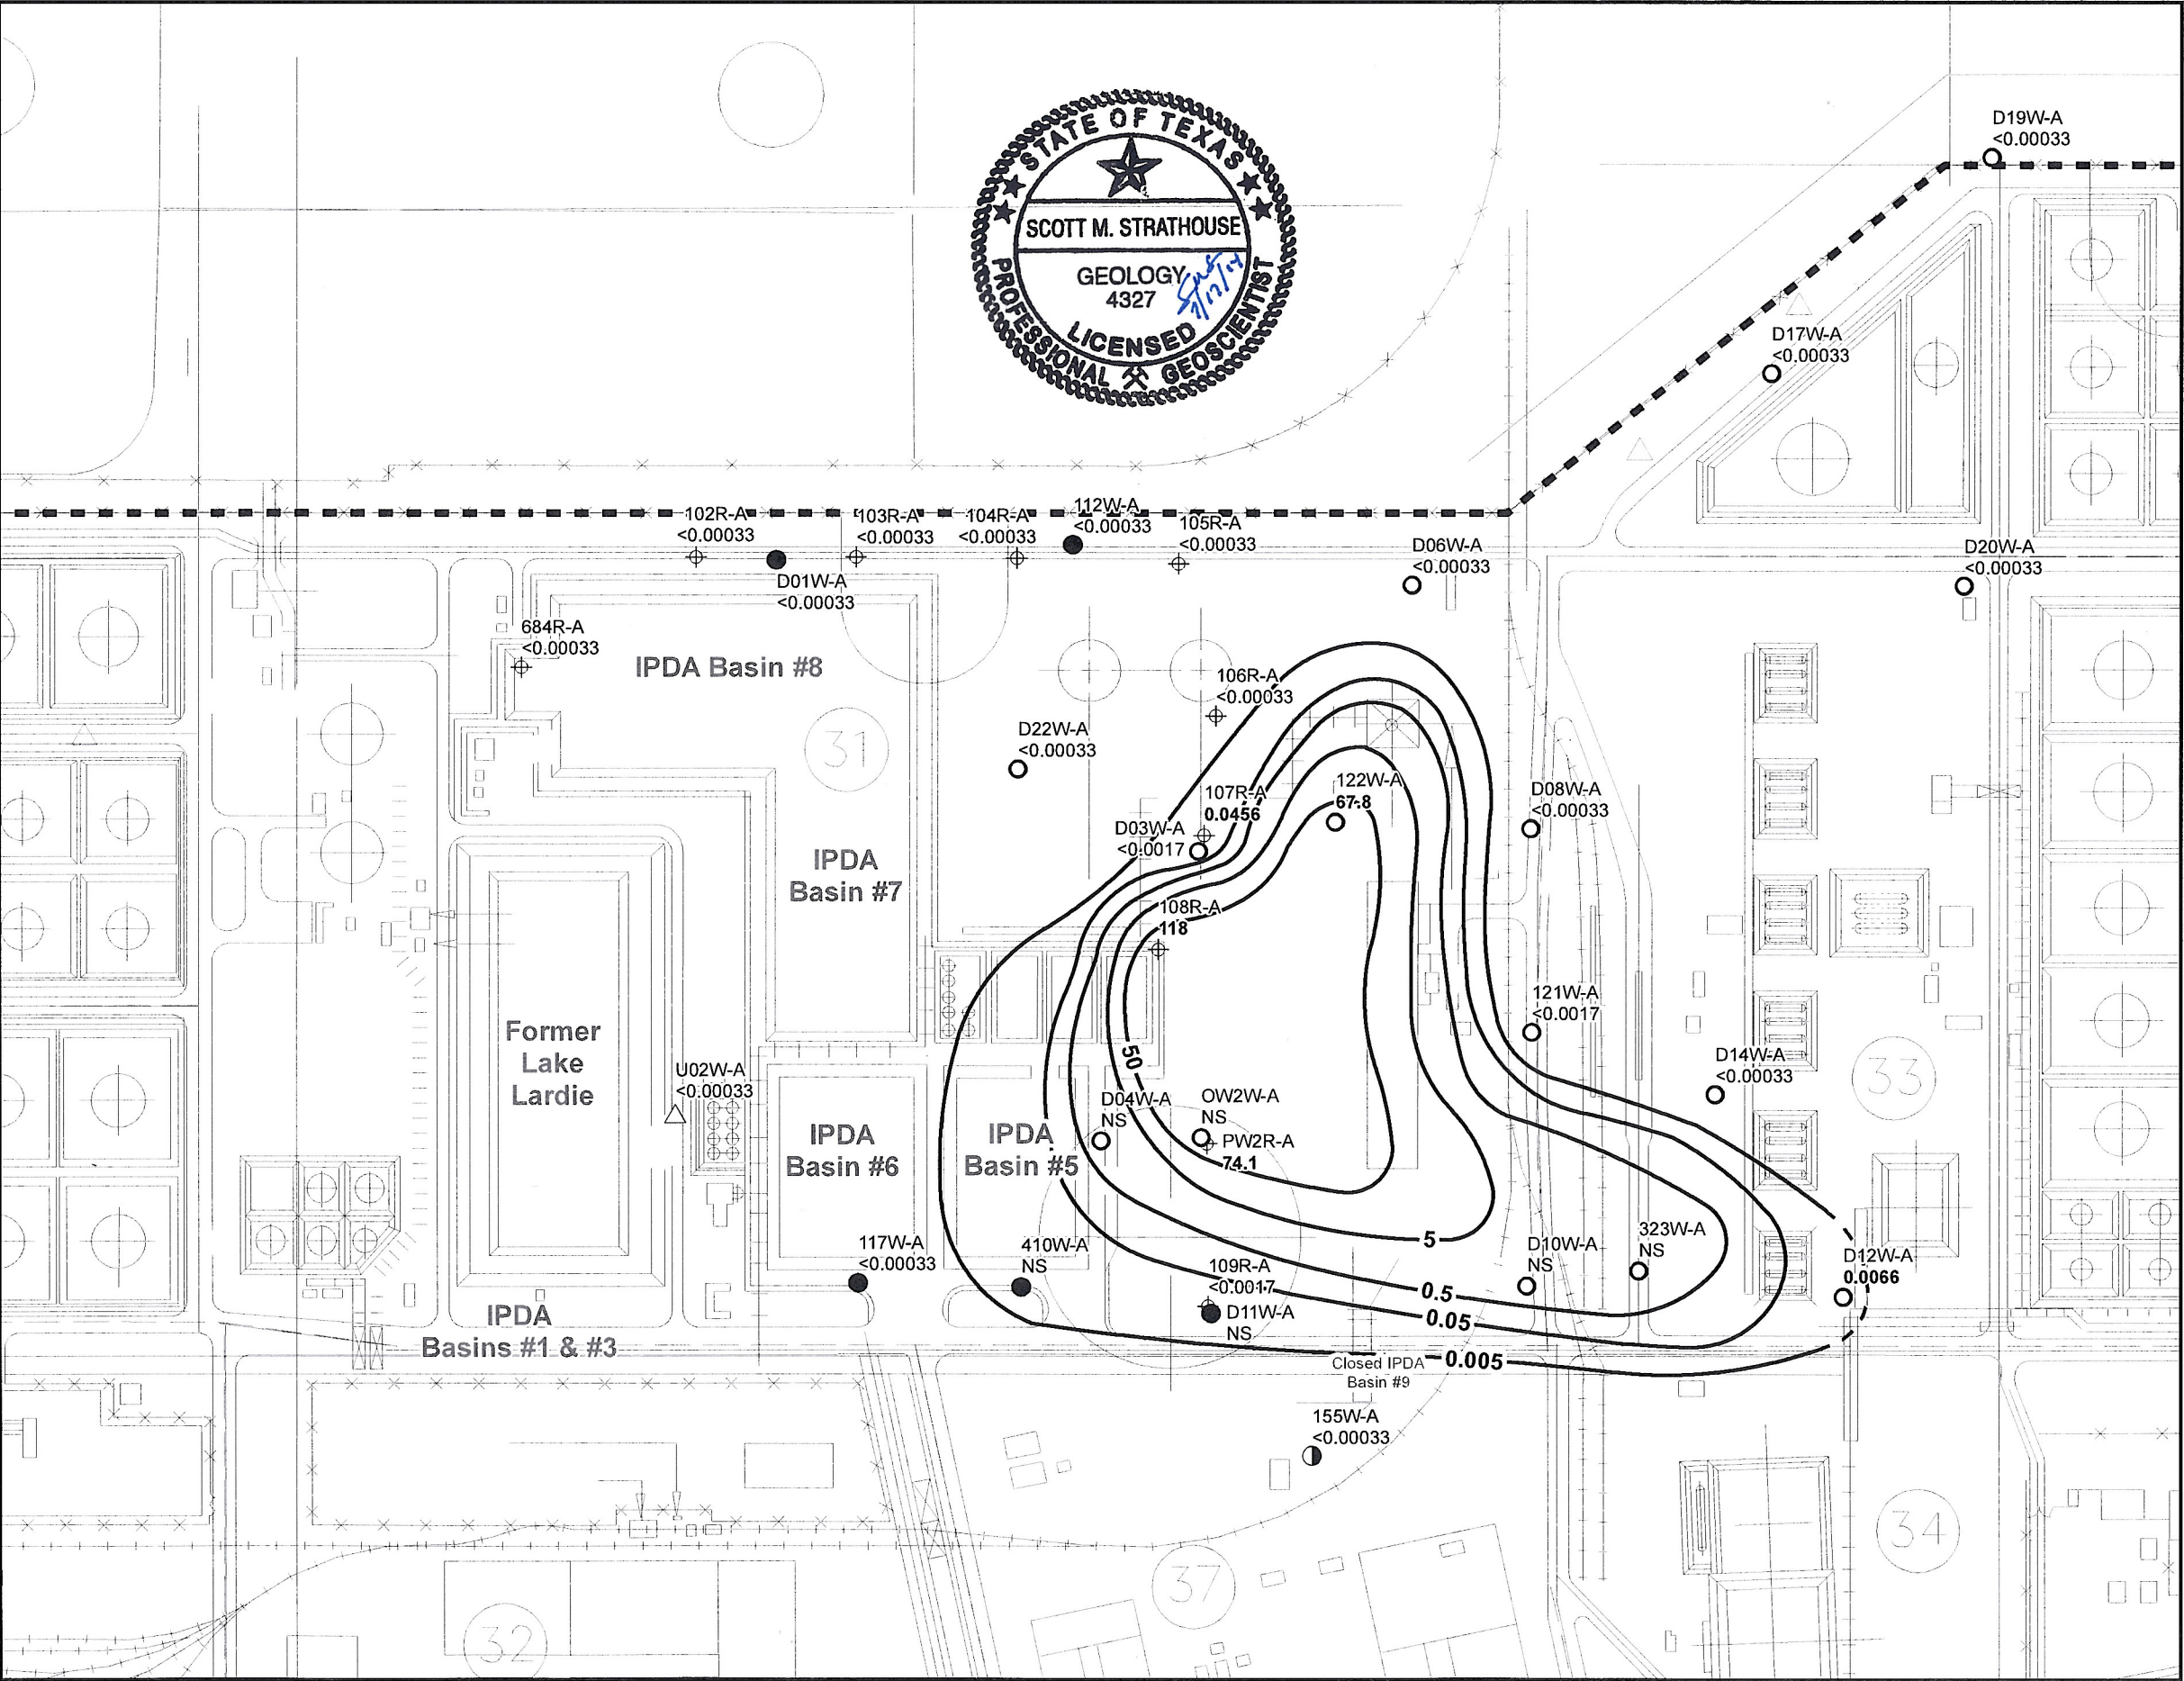 D19W-A
<0.00033
STATE OF TEXAS
SCOTT M. STRATHOUSE
GEOLOGY
4327
LICENSED
PROFESSIONAL GEOSCIENTIST
D17W-A
<0.00033
102R-A
<0.00033
103R-A
<0.00033
104R-A
<0.00033
112W-A
<0.00033
105R-A
<0.00033
D06W-A
<0.00033
D20W-A
<0.00033
D01W-A
<0.00033
684R-A
<0.00033
IPDA Basin #8
106R-A
<0.00033
D22W-A
<0.00033
31
107R-A
0.0456
122W-A
67.8
D08W-A
<0.00033
D03W-A
<0.0017
IPDA
Basin #7
108R-A
118
121W-A
<0.0017
Former
Lake
Lardie
50
U02W-A
<0.00033
D14W-A
<0.00033
33
D04W-A
NS
OW2W-A
NS
IPDA
Basin #6
IPDA
Basin #5
PW2R-A
74.1
5
117W-A
<0.00033
410W-A
NS
D10W-A
NS
323W-A
NS
D12W-A
0.0066
109R-A
<0.0017
0.5
D11W-A
NS
0.05
IPDA
Basins #1 & #3
0.005
Closed IPDA
Basin #9
155W-A
<0.00033
34
37
32